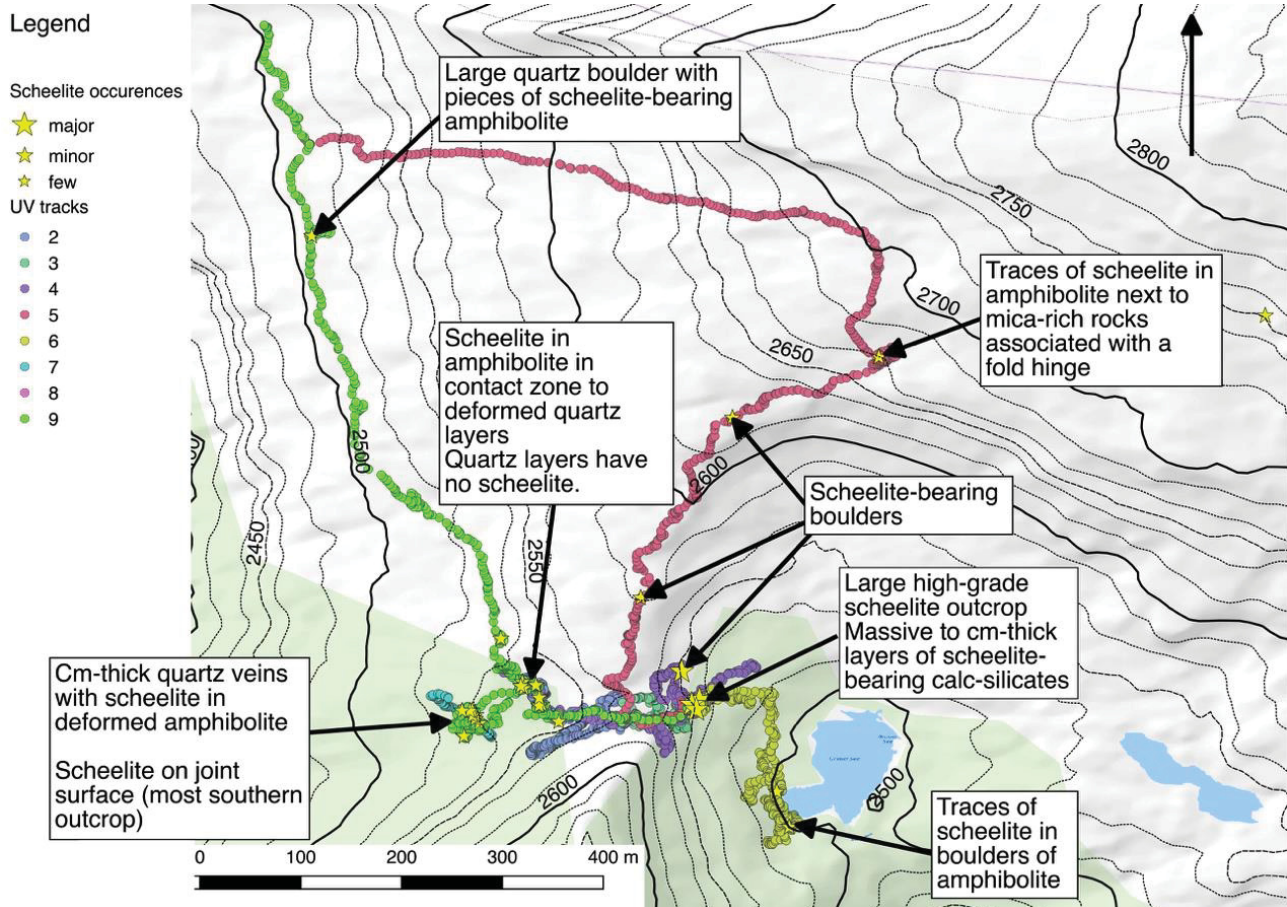 Legend
Scheelite occurences
major
minor
few
UV tracks
2
3
4
5
6
7
8
9
Large quartz boulder with
pieces of scheelite-bearing
amphibolite
2800
2750
Traces of scheelite in
amphibolite next to
mica-rich rocks
associated with a
fold hinge
2700
2650
Scheelite in
amphibolite in
contact zone to
deformed quartz
layers
Quartz layers have
no scheelite.
2500
2600
Scheelite-bearing
boulders
2450
2550
Large high-grade
scheelite outcrop
Massive to cm-thick
layers of scheelite-
bearing calc-silicates
Cm-thick quartz veins
with scheelite in
deformed amphibolite
Scheelite on joint
surface (most southern
outcrop)
2600
2500
Traces of
scheelite in
boulders of
amphibolite
0 100 200 300 400 m